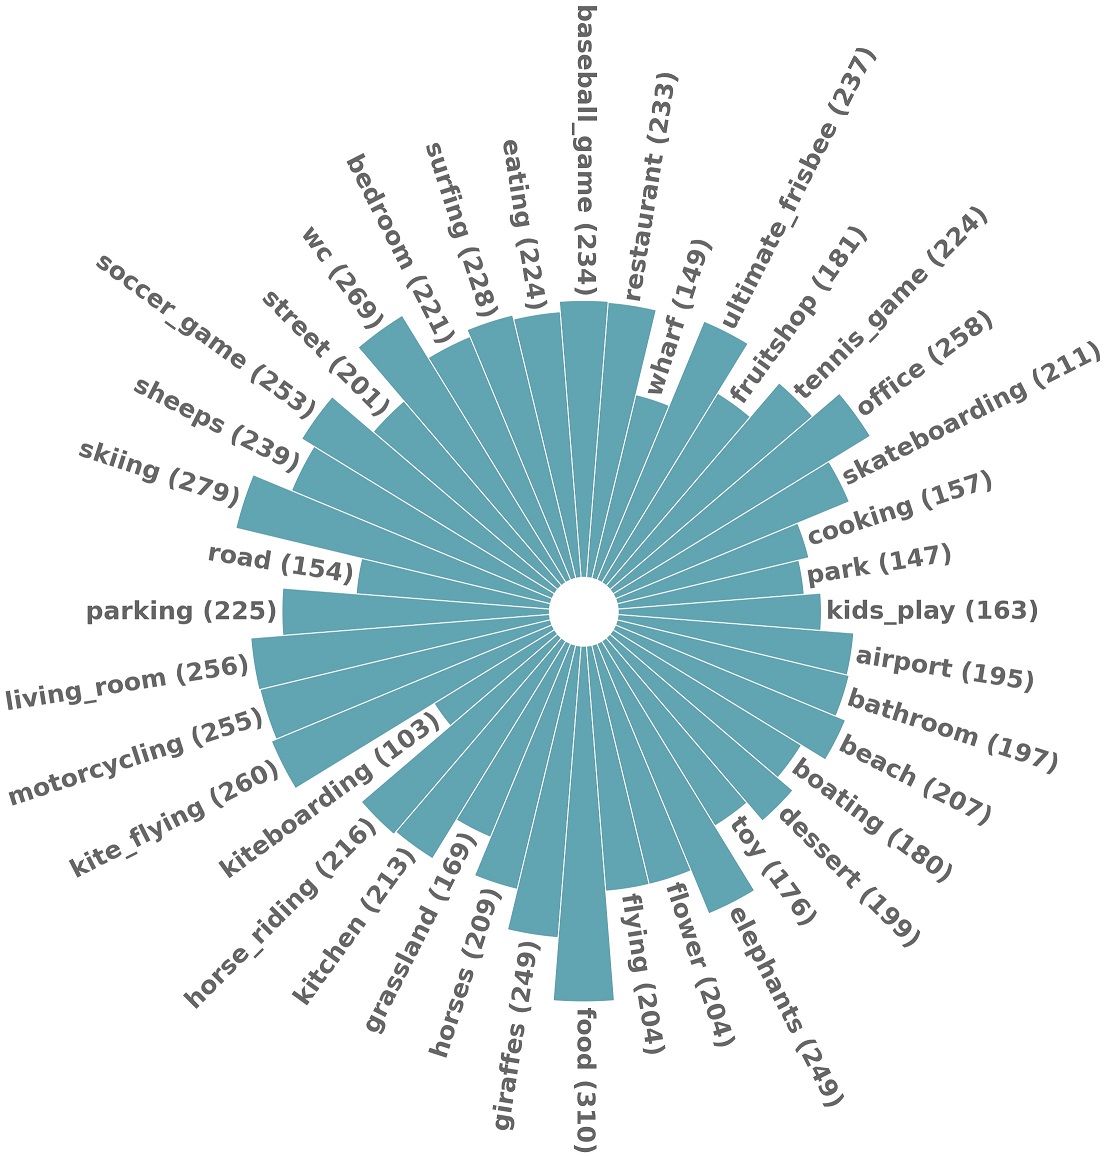 baseball_game (234)
restaurant (233)
wharf (149)
ultimate_frisbee (237)
fruitshop (181)
tennis_game (224)
office (258)
skateboarding (211)
cooking (157)
park (147)
kids_play (163)
airport (195)
bathroom (197)
beach (207)
boating (180)
dessert (199)
toy (176)
elephants (249)
flower (204)
flying (204)
food (310)
giraffes (249)
horses (209)
grassland (169)
kitchen (213)
horse_riding (216)
kiteboarding (103)
kite_flying (260)
motorcycling (255)
living_room (256)
parking (225)
road (154)
skiing (279)
sheeps (239)
soccer_game (253)
street (201)
wc (269)
bedroom (221)
surfing (228)
eating (224)